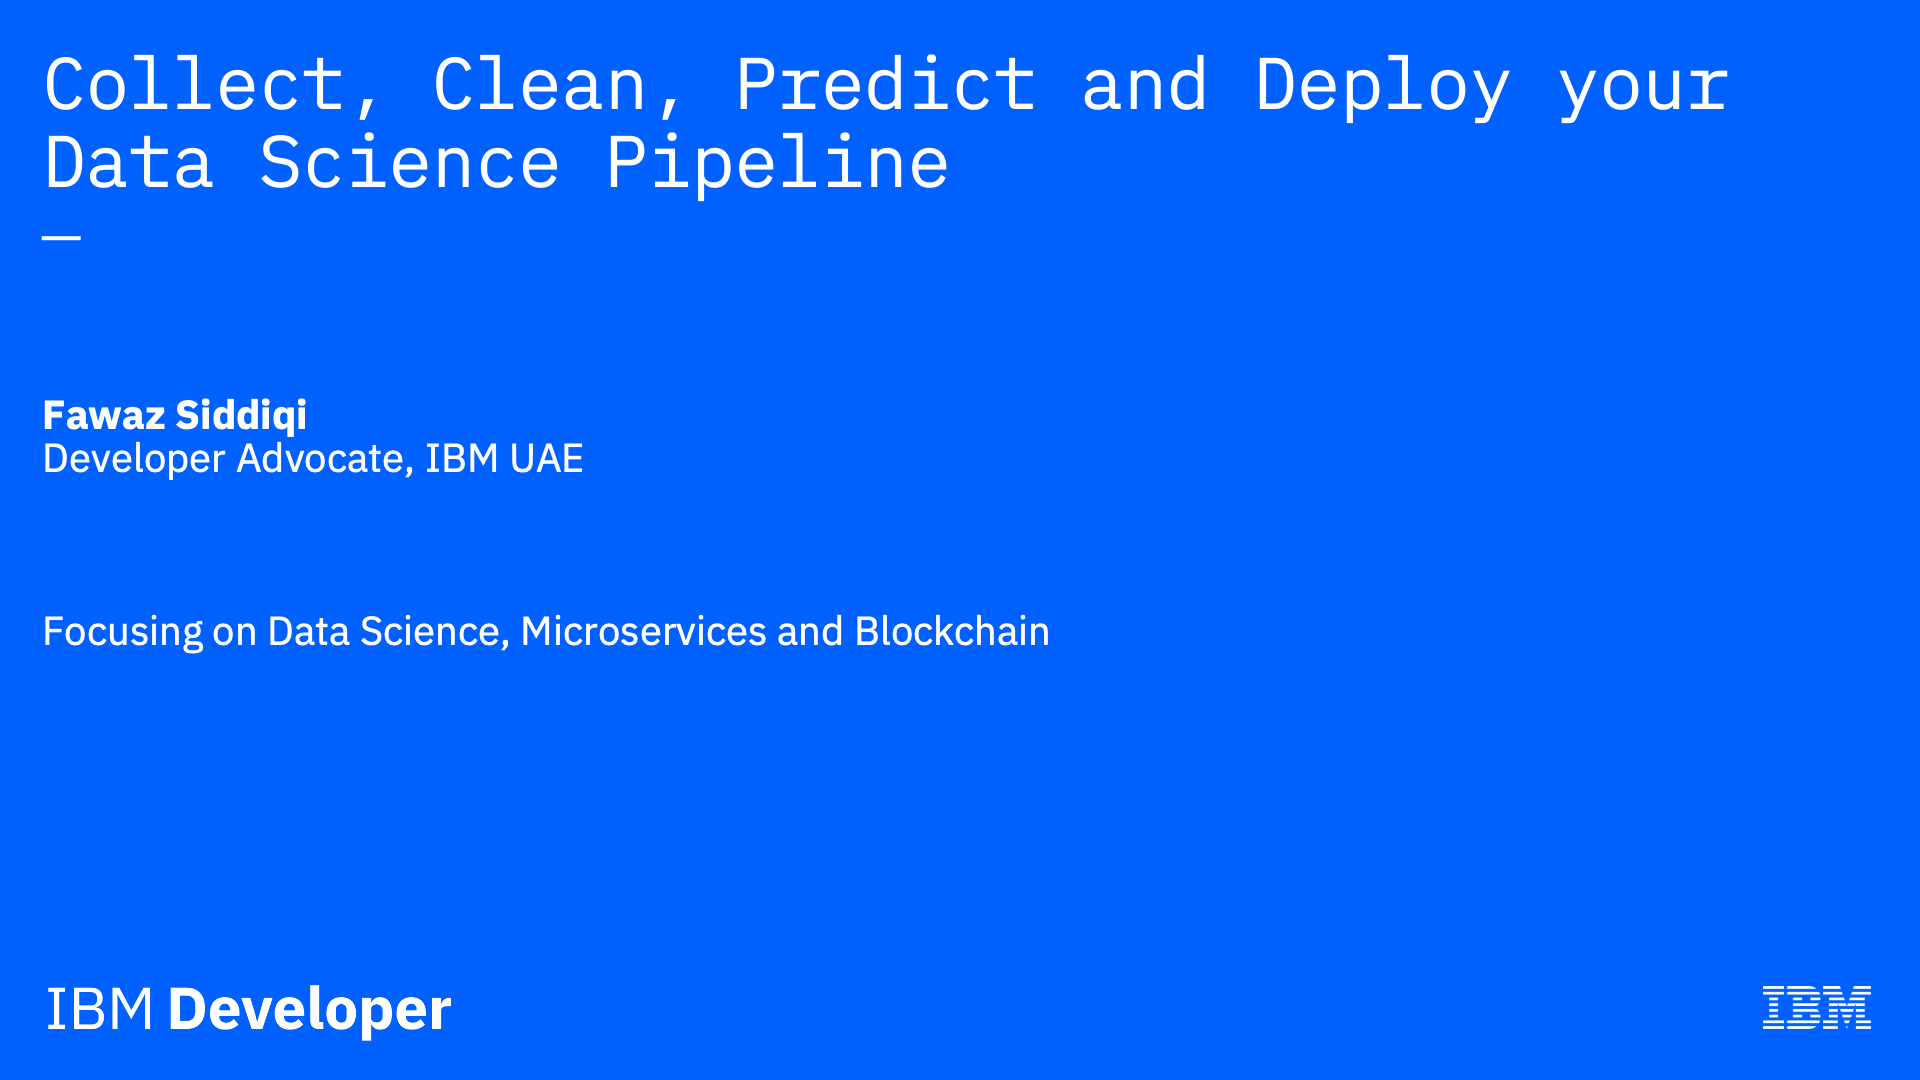 Collect, Clean, Predict and Deploy your
Data Science Pipeline
—
Fawaz Siddiqi
Developer Advocate, IBM UAE
Focusing on Data Science, Microservices and Blockchain
IBM Developer
IBM